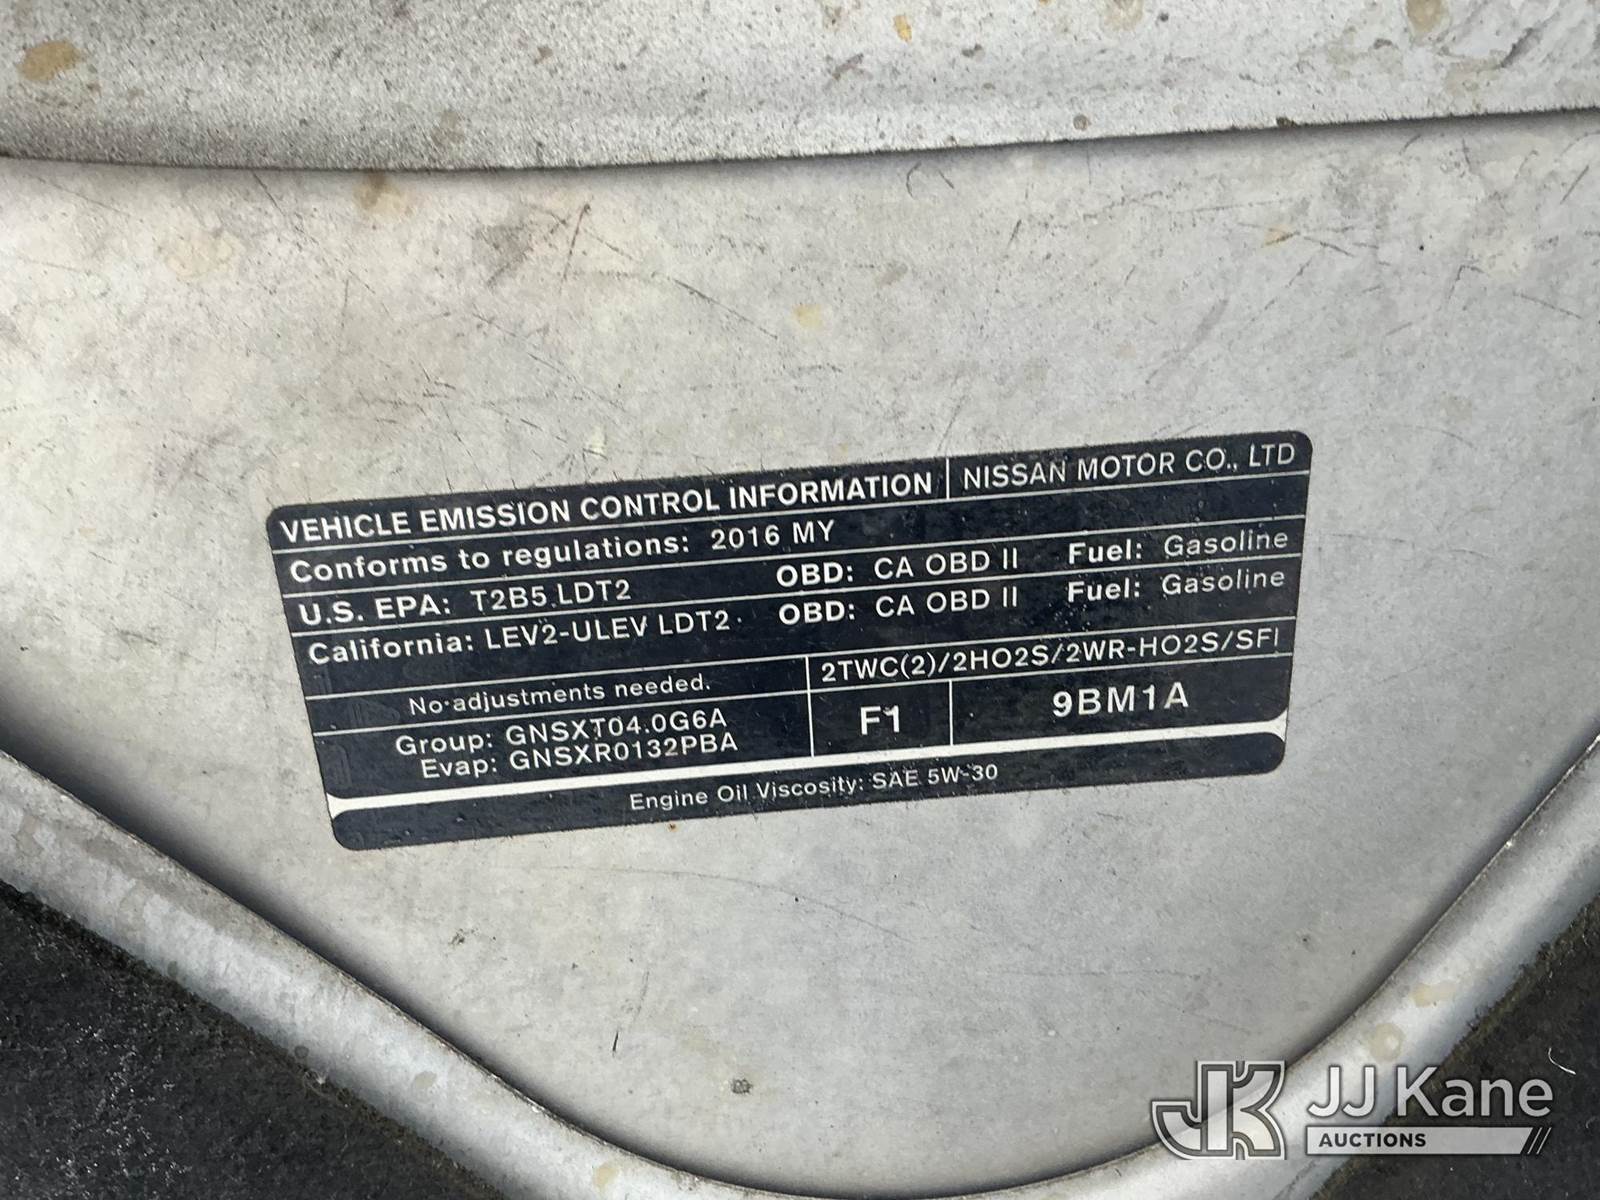 VEHICLE EMISSION CONTROL INFORMATION NISSAN MOTOR CO., LTD
Conforms to regulations: 2016 MY
U.S. EPA: T2B5 LDT2 OBD: CA OBD II Fuel: Gasoline
California: LEV2-ULEV LDT2 OBD: CA OBD II Fuel: Gasoline
No adjustments needed. 2TWC(2)/2HO2S/2WR-HO2S/SFI
Group: GNSXT04.0G6A F1 9BM1A
Evap: GNSXR0132PBA
Engine Oil Viscosity: SAE 5W-30
JK JJ Kane
AUCTIONS